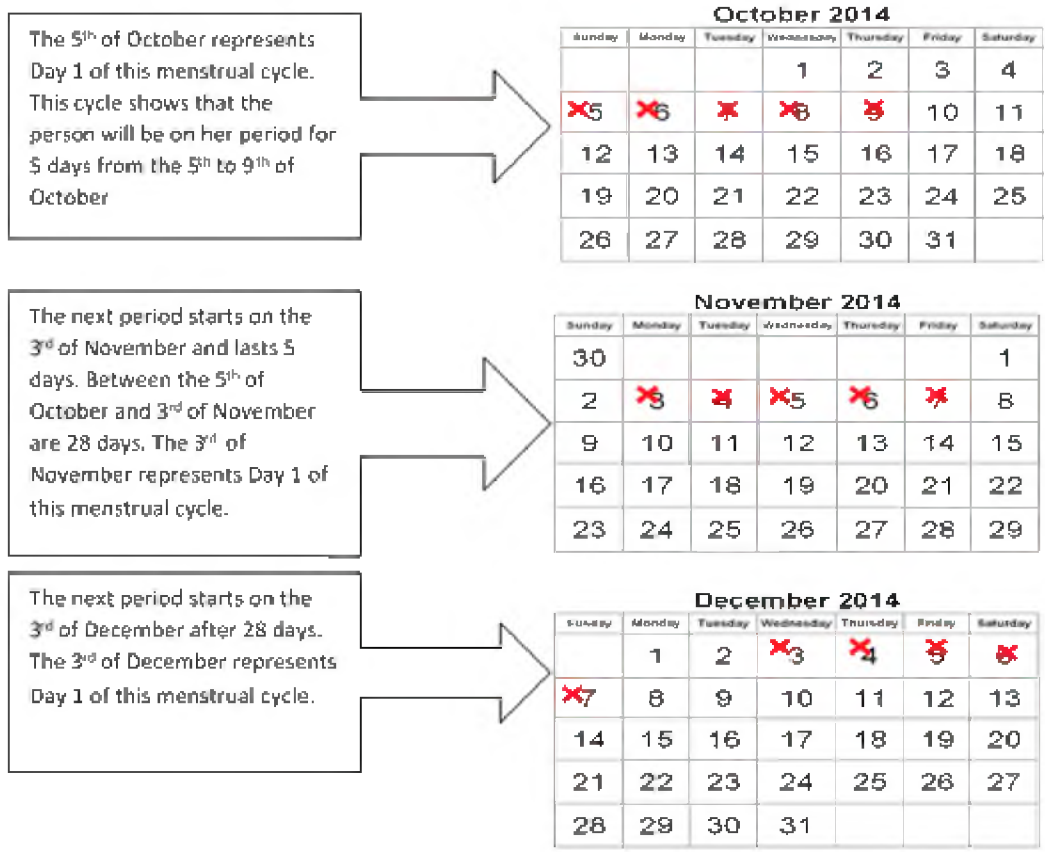 The 5th of October represents
Day 1 of this menstrual cycle.
This cycle shows that the
person will be on her period for
5 days from the 5th to 9th of
October
October 2014
Sunday Monday Tuesday Wednesday Thursday Friday Saturday
1 2 3 4
5 6 7 8 9 10 11
12 13 14 15 16 17 18
19 20 21 22 23 24 25
26 27 28 29 30 31
The next period starts on the
3rd of November and lasts 5
days. Between the 5th of
October and 3rd of November
are 28 days. The 3rd of
November represents Day 1 of
this menstrual cycle.
November 2014
Sunday Monday Tuesday Wednesday Thursday Friday Saturday
30 1
2 3 4 5 6 7 8
9 10 11 12 13 14 15
16 17 18 19 20 21 22
23 24 25 26 27 28 29
The next period starts on the
3rd of December after 28 days.
The 3rd of December represents
Day 1 of this menstrual cycle.
December 2014
Sunday Monday Tuesday Wednesday Thursday Friday Saturday
1 2 3 4 5 6
7 8 9 10 11 12 13
14 15 16 17 18 19 20
21 22 23 24 25 26 27
28 29 30 31